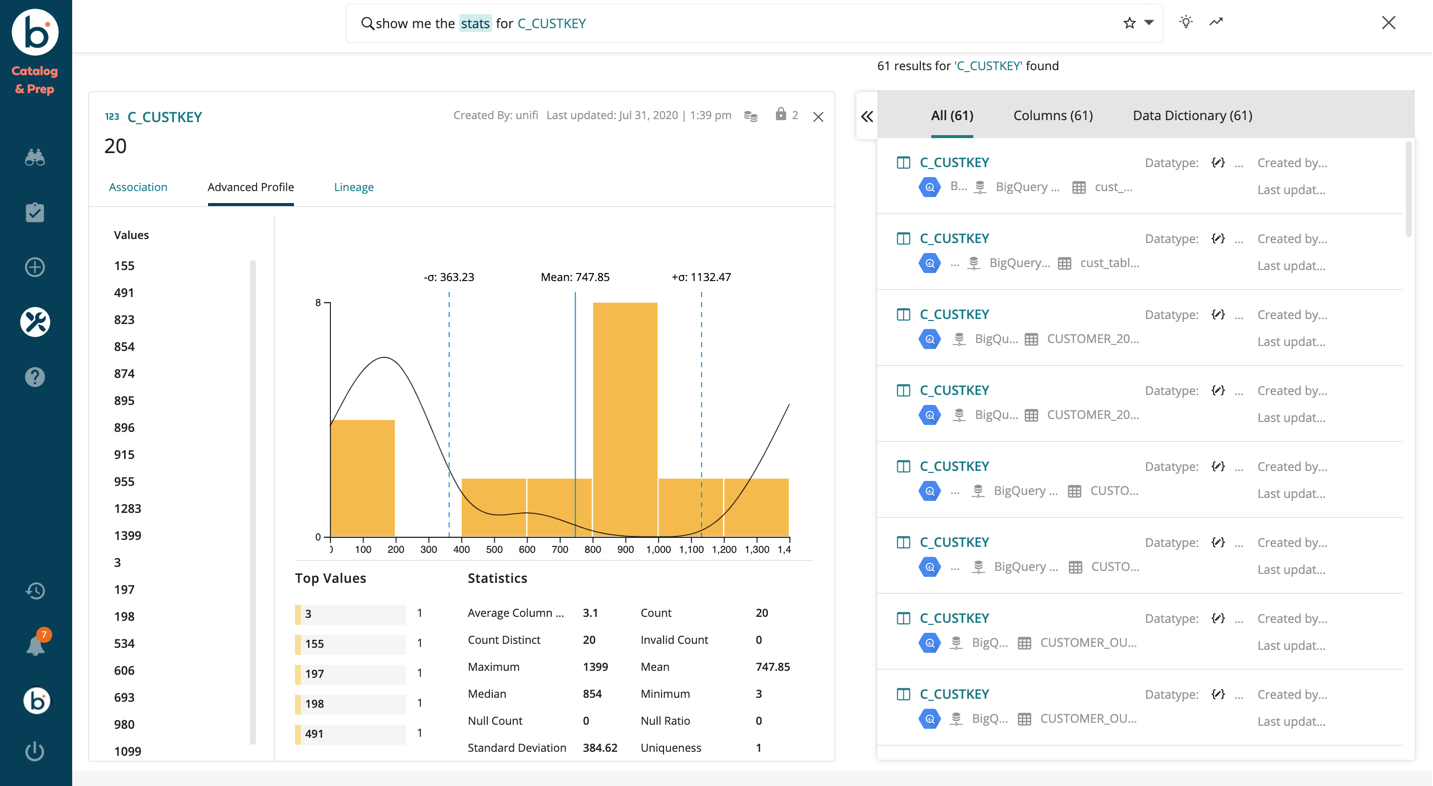 b
Catalog
& Prep
7
b
show me the stats for C_CUSTKEY
61 results for 'C_CUSTKEY' found
123 C_CUSTKEY
Created By: unifi Last updated: Jul 31, 2020 | 1:39 pm 2
20
Association Advanced Profile Lineage
Values
155
491
823
854
874
895
896
915
955
1283
1399
3
197
198
534
606
693
980
1099
-σ: 363.23 Mean: 747.85 +σ: 1132.47
8
0
100 200 300 400 500 600 700 800 900 1,000 1,100 1,200 1,300 1,4
Top Values
3 1
155 1
197 1
198 1
491 1
Statistics
Average Column ... 3.1 Count 20
Count Distinct 20 Invalid Count 0
Maximum 1399 Mean 747.85
Median 854 Minimum 3
Null Count 0 Null Ratio 0
Standard Deviation 384.62 Uniqueness 1
All (61) Columns (61) Data Dictionary (61)
C_CUSTKEY Datatype: ... Created by...
B... BigQuery ... cust_... Last updat...
C_CUSTKEY Datatype: ... Created by...
... BigQuery... cust_tabl... Last updat...
C_CUSTKEY Datatype: ... Created by...
BigQu... CUSTOMER_20... Last updat...
C_CUSTKEY Datatype: ... Created by...
BigQu... CUSTOMER_20... Last updat...
C_CUSTKEY Datatype: ... Created by...
... BigQuery ... CUSTO... Last updat...
C_CUSTKEY Datatype: ... Created by...
... BigQuery ... CUSTO... Last updat...
C_CUSTKEY Datatype: ... Created by...
BigQ... CUSTOMER_OU... Last updat...
C_CUSTKEY Datatype: ... Created by...
BigQ... CUSTOMER_OU... Last updat...